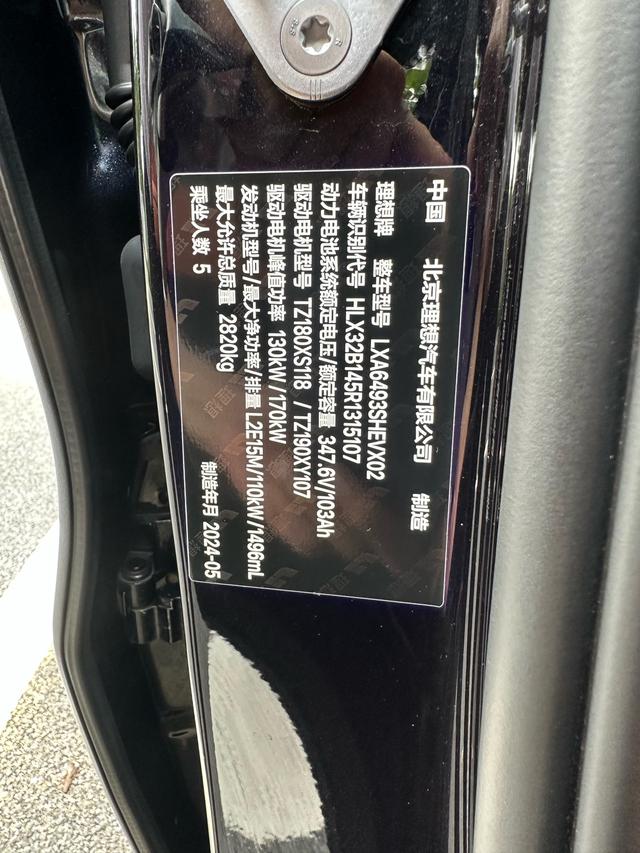 中国 北京理想汽车有限公司 制造
理想牌 整车型号 LXA6493SHEVX02
车辆识别代号 HLX32B145R1315107
动力电池系统额定电压/额定容量 347.6V/103Ah
驱动电机型号 TZ180XS118 /TZ190XY107
驱动电机峰值功率 130kW/170kW
发动机型号/最大净功率/排量 L2E15M/110kW/1496mL
最大允许总质量 2820kg
乘坐人数 5 制造年月 2024-05